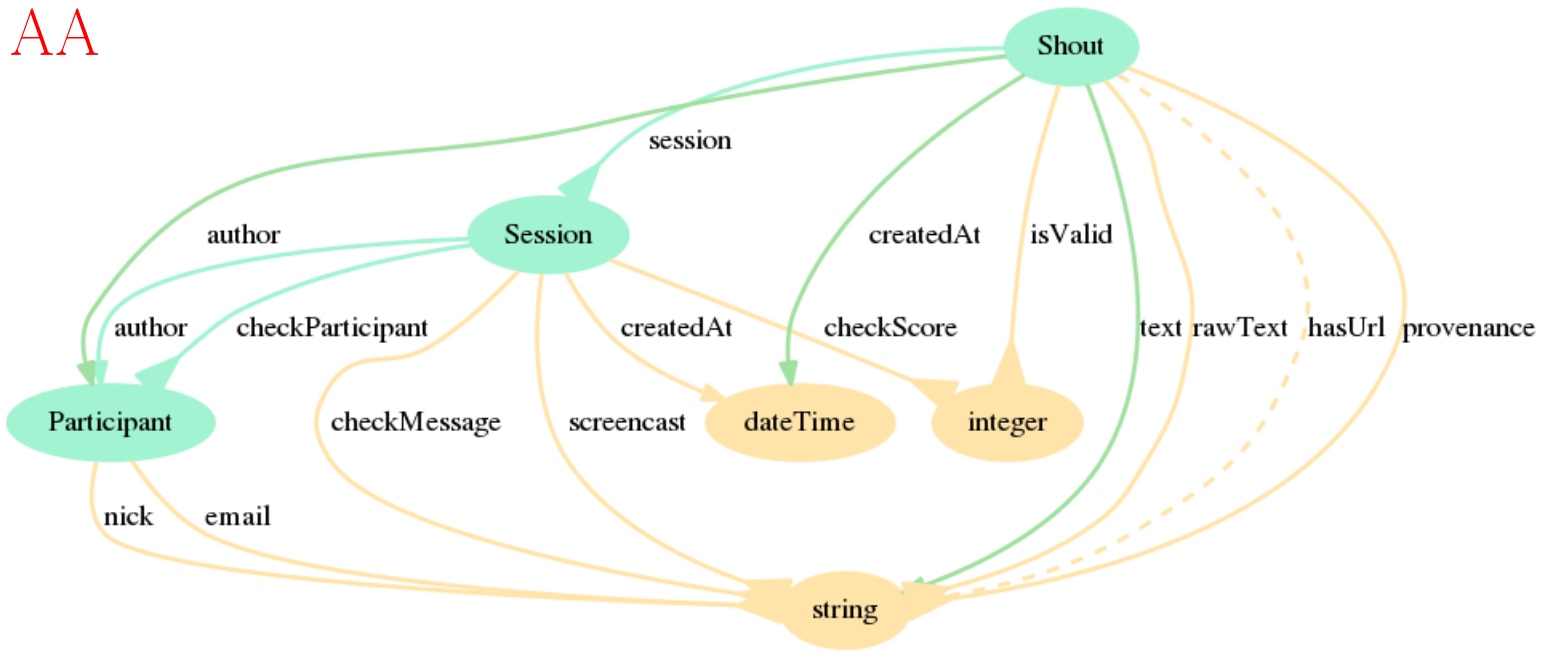 AA
Shout
session
author
Session
createdAt
isValid
author
checkParticipant
createdAt
checkScore
text
rawText
hasUrl
provenance
Participant
checkMessage
screencast
dateTime
integer
nick
email
string